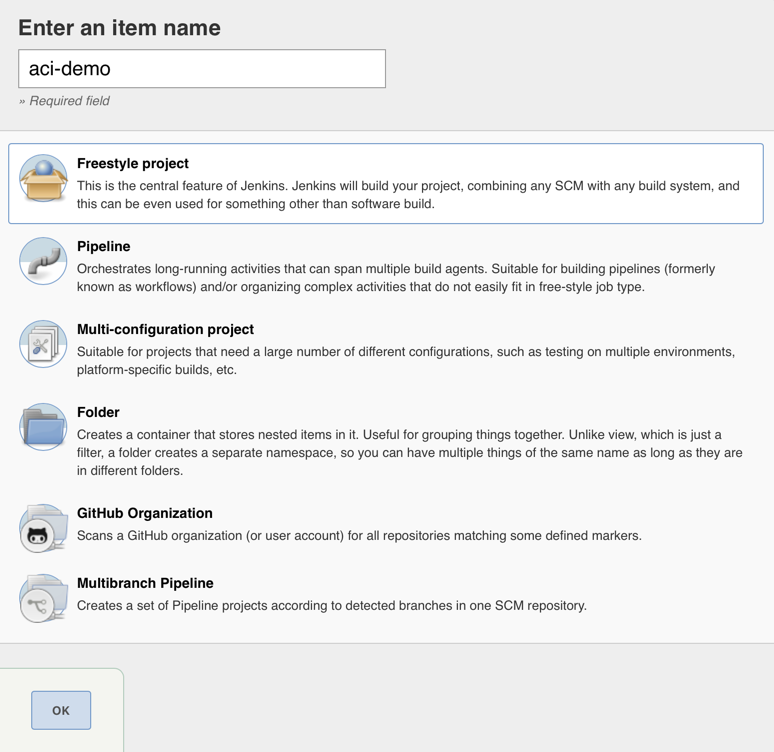 Enter an item name
aci-demo
» Required field
Freestyle project
This is the central feature of Jenkins. Jenkins will build your project, combining any SCM with any build system, and
this can be even used for something other than software build.
Pipeline
Orchestrates long-running activities that can span multiple build agents. Suitable for building pipelines (formerly
known as workflows) and/or organizing complex activities that do not easily fit in free-style job type.
Multi-configuration project
Suitable for projects that need a large number of different configurations, such as testing on multiple environments,
platform-specific builds, etc.
Folder
Creates a container that stores nested items in it. Useful for grouping things together. Unlike view, which is just a
filter, a folder creates a separate namespace, so you can have multiple things of the same name as long as they are
in different folders.
GitHub Organization
Scans a GitHub organization (or user account) for all repositories matching some defined markers.
Multibranch Pipeline
Creates a set of Pipeline projects according to detected branches in one SCM repository.
OK